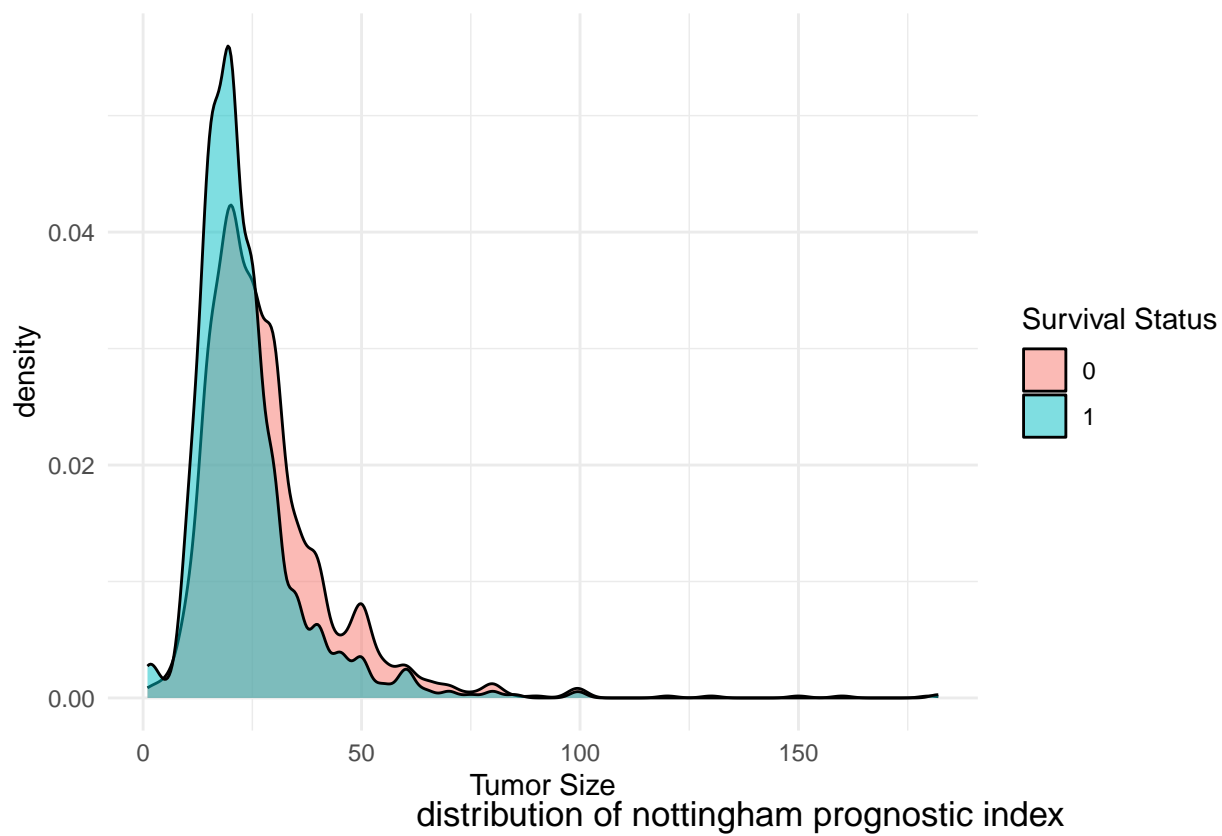 density
0.04
0.02
0.00
0
50
100
150
Tumor Size
distribution of nottingham prognostic index
Survival Status
0
1